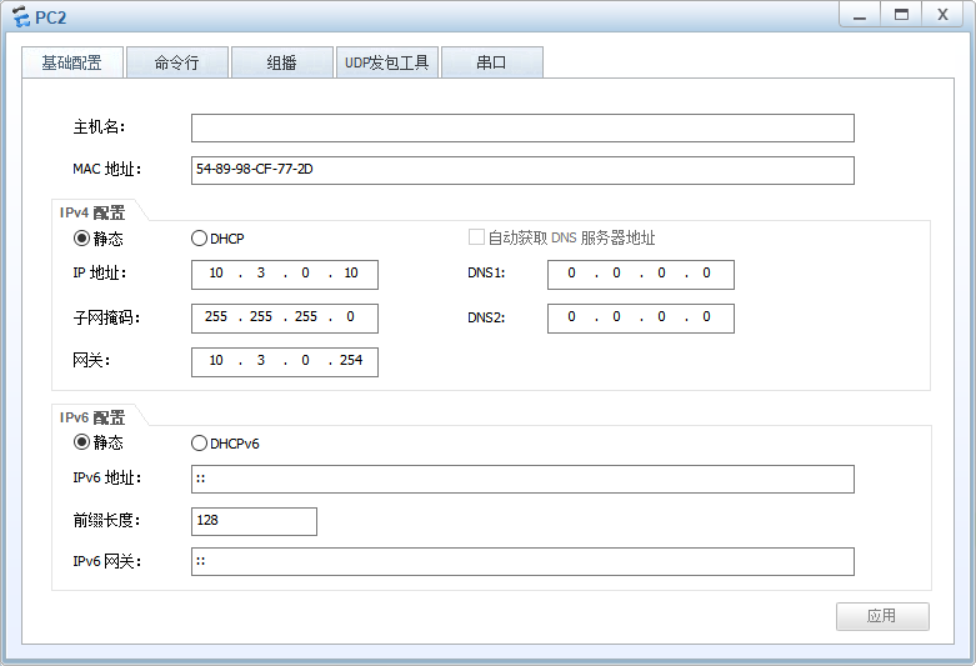 PC2
基础配置 命令行 组播 UDP发包工具 串口
主机名:
MAC 地址: 54-89-98-CF-77-2D
IPv4 配置
静态 DHCP 自动获取 DNS 服务器地址
IP 地址: 10 . 3 . 0 . 10 DNS1: 0 . 0 . 0 . 0
子网掩码: 255 . 255 . 255 . 0 DNS2: 0 . 0 . 0 . 0
网关: 10 . 3 . 0 . 254
IPv6 配置
静态 DHCPv6
IPv6 地址: ::
前缀长度: 128
IPv6 网关: ::
应用